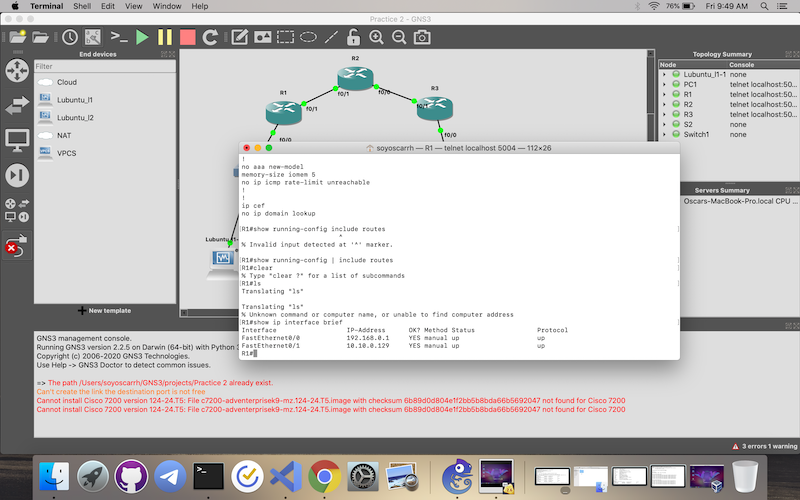 Terminal Shell Edit View Window Help
76% Fri 9:49 AM
Practice 2 - GNS3
End devices
Filter
Cloud
Lubuntu_l1
Lubuntu_l2
NAT
VPCS
New template
R1
R2
R3
f0/1
f0/1
f0/0
f0/1
f0/0
f0/0
Lubuntu_l1-
Topology Summary
Node Console
Lubuntu_l1-1 none
PC1 telnet localhost:50...
R1 telnet localhost:50...
R2 telnet localhost:50...
R3 telnet localhost:50...
S2 none
Switch1 none
Servers Summary
Oscars-MacBook-Pro.local CPU ...
soyoscarrh — R1 — telnet localhost 5004 — 112×26
!
no aaa new-model
memory-size iomem 5
no ip icmp rate-limit unreachable
!
!
ip cef
no ip domain lookup
R1#show running-config include routes
^
% Invalid input detected at '^' marker.
R1#show running-config | include routes
R1#clear
% Type "clear ?" for a list of subcommands
R1#ls
Translating "ls"
Translating "ls"
% Unknown command or computer name, or unable to find computer address
R1#show ip interface brief
Interface IP-Address OK? Method Status Protocol
FastEthernet0/0 192.168.0.1 YES manual up up
FastEthernet0/1 10.10.0.129 YES manual up up
R1#
GNS3 management console.
Running GNS3 version 2.2.5 on Darwin (64-bit) with Python 3
Copyright (c) 2006-2020 GNS3 Technologies.
Use Help -> GNS3 Doctor to detect common issues.
=> The path /Users/soyoscarrh/GNS3/projects/Practice 2 already exist.
Can't create the link the destination port is not free
Cannot install Cisco 7200 version 124-24.T5: File c7200-adventerprisek9-mz.124-24.T5.image with checksum 6b89d0d804e1f2bb5b8bda66b5692047 not found for Cisco 7200
Cannot install Cisco 7200 version 124-24.T5: File c7200-adventerprisek9-mz.124-24.T5.image with checksum 6b89d0d804e1f2bb5b8bda66b5692047 not found for Cisco 7200
3 errors 1 warning